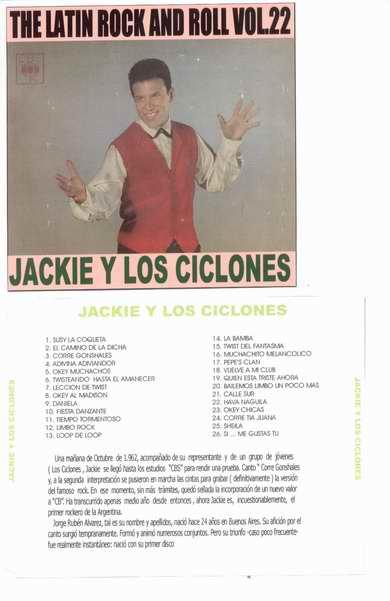 THE LATIN ROCK AND ROLL VOL.22
CBS
JACKIE Y LOS CICLONES
JACKIE Y LOS CICLONES
1. SUSY LA COQUETA
2. EL CAMINO DE LA DICHA
3. CORRE GONSHALES
4. ADIVINA ADIVINADOR
5. OKEY MUCHACHOS
6. TWISTEANDO HASTA EL AMANECER
7. LECCION DE TWIST
8. OKEY AL MADISON
9. DANIELA
10. FIESTA DANZANTE
11. TIEMPO TORMENTOSO
12. LIMBO ROCK
13. LOOP DE LOOP
14. LA BAMBA
15. TWIST DEL FANTASMA
16. MUCHACHITO MELANCOLICO
17. PEPE'S CLAN
18. VUELVE A MI CLUB
19. QUIEN ESTA TRISTE AHORA
20. BAILEMOS LIMBO UN POCO MAS
21. CALLE SUR
22. HAVA NAGUILA
23. OKEY CHICAS
24. CORRE TIA JUANA
25. SHEILA
26. SI ... ME GUSTAS TU
JACKIE Y LOS CICLONES
JACKIE Y LOS CICLONES
Una mañana de Octubre de 1.962, acompañado de su representante y de un grupo de jóvenes
( Los Ciclones , Jackie se llegó hasta los estudios "CBS" para rendir una prueba. Canto " Corre Gonshales
y, a la segunda interpretación se pusieron en marcha las cintas para grabar ( definitivamente ) la versión
del famoso rock. En ese momento, sin más trámites, quedó sellada la incorporación de un nuevo valor
a "CB". Ha transcurrido apenas medio año desde entonces , ahora Jackie es, incuestionablemente, el
primer rockero de la Argentina.
Jorge Rubén Alvarez, tal es su nombre y apellidos, nació hace 24 años en Buenos Aires. Su afición por el
canto surgió tempranamente. Formó y animó numerosos conjuntos. Pero su triunfo -caso poco frecuente-
fue realmente instantáneo: nació con su primer disco